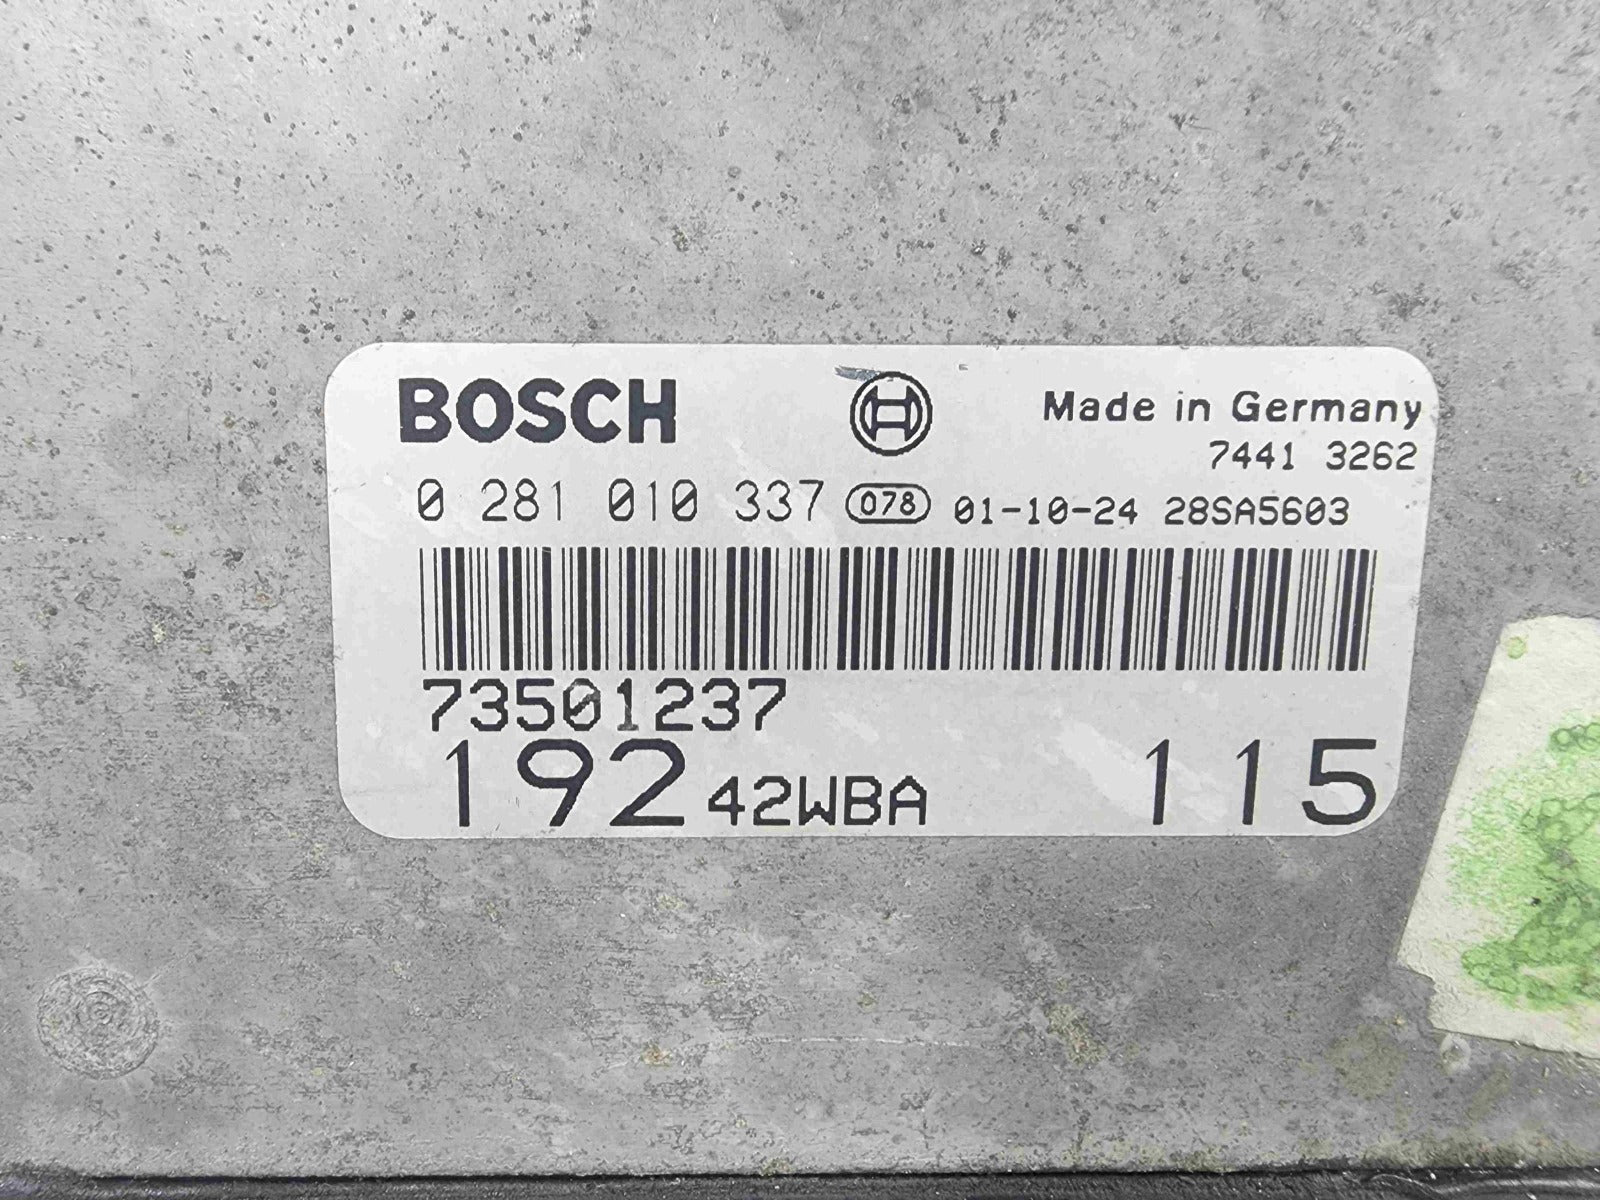 BOSCH Made in Germany
7441 3262
0 281 010 337 078 01-10-24 28SA5603
73501237
192 42WBA 115